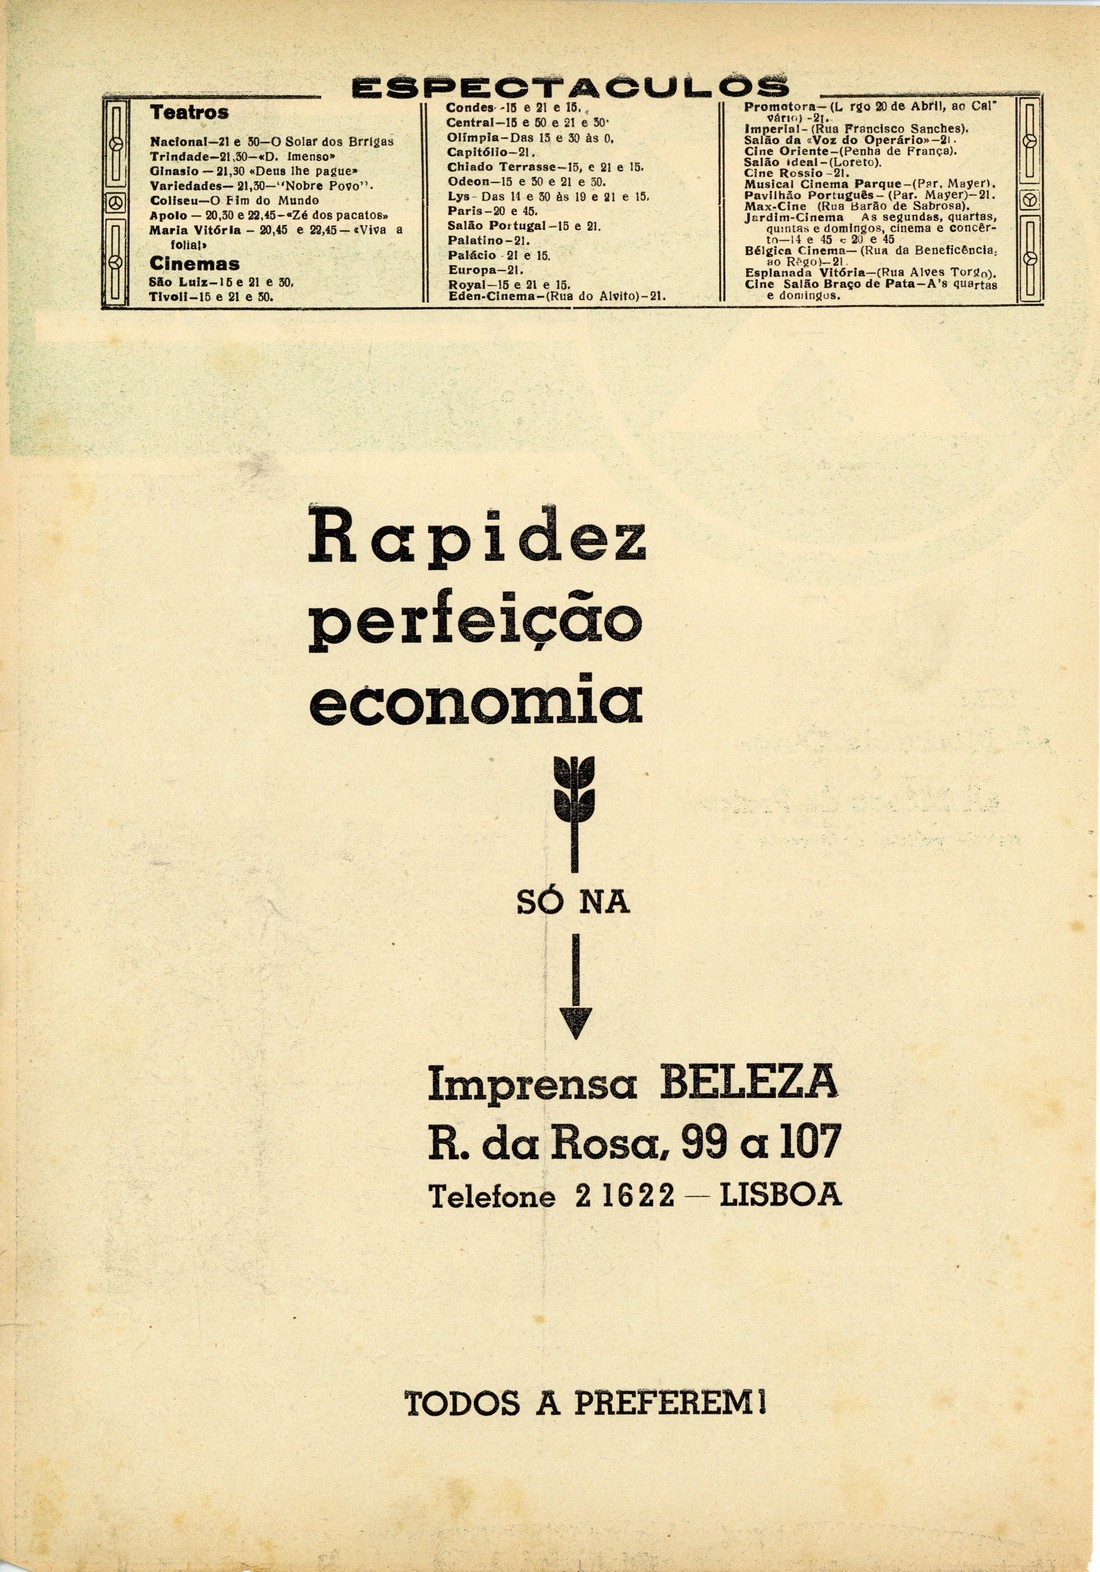 ESPECTACULOS
Teatros
Nacional—21 e 30—O Solar dos Brrigas
Trindade—21,30—«D. Imenso»
Ginasio — 21,30 «Deus lhe pague»
Variedades— 21,30—"Nobre Povo".
Coliseu—O Fim do Mundo
Apolo — 20,30 e 22,45—«Zé dos pacatos»
Maria Vitória — 20,45 e 22,45 — «Viva a
folia!»
Cinemas
São Luiz—15 e 21 e 30.
Tivoli—15 e 21 e 30.
Condes -15 e 21 e 15.
Central—15 e 30 e 21 e 30·
Olimpia—Das 13 e 30 às 0.
Capitólio—21.
Chiado Terrasse—15, e 21 e 15.
Odeon—15 e 30 e 21 e 30.
Lys - Das 14 e 30 às 19 e 21 e 15.
Paris—20 e 45.
Salão Portugal—15 e 21.
Palatino—21.
Palácio - 21 e 15.
Europa—21.
Royal—15 e 21 e 15.
Eden-Cinema—(Rua do Alvito)—21.
Promotora—(L rgo 20 de Abril, ao Cal"
vário) -21.
Imperial- (Rua Francisco Sanches).
Salão da «Voz do Operário»—21.
Cine Oriente—(Penha de França).
Salão Ideal—(Loreto).
Cine Rossio -21.
Musical Cinema Parque—(Par. Mayer).
Pavilhão Português— (Par. Mayer)—21.
Max-Cine (Rua Barão de Sabrosa).
Jardim-Cinema As segundas, quartas,
quintas e domingos, cinema e concêr-
to—14 e 45 e 20 e 45
Bélgica Cinema— (Rua da Beneficência,
ao Rêgo)—21.
Esplanada Vitória—(Rua Alves Torgo).
Cine Salão Braço de Pata—A's quartas
e domingos.
Rapidez
perfeição
economia
SÓ NA
Imprensa BELEZA
R. da Rosa, 99 a 107
Telefone 2 1622 — LISBOA
TODOS A PREFEREM!